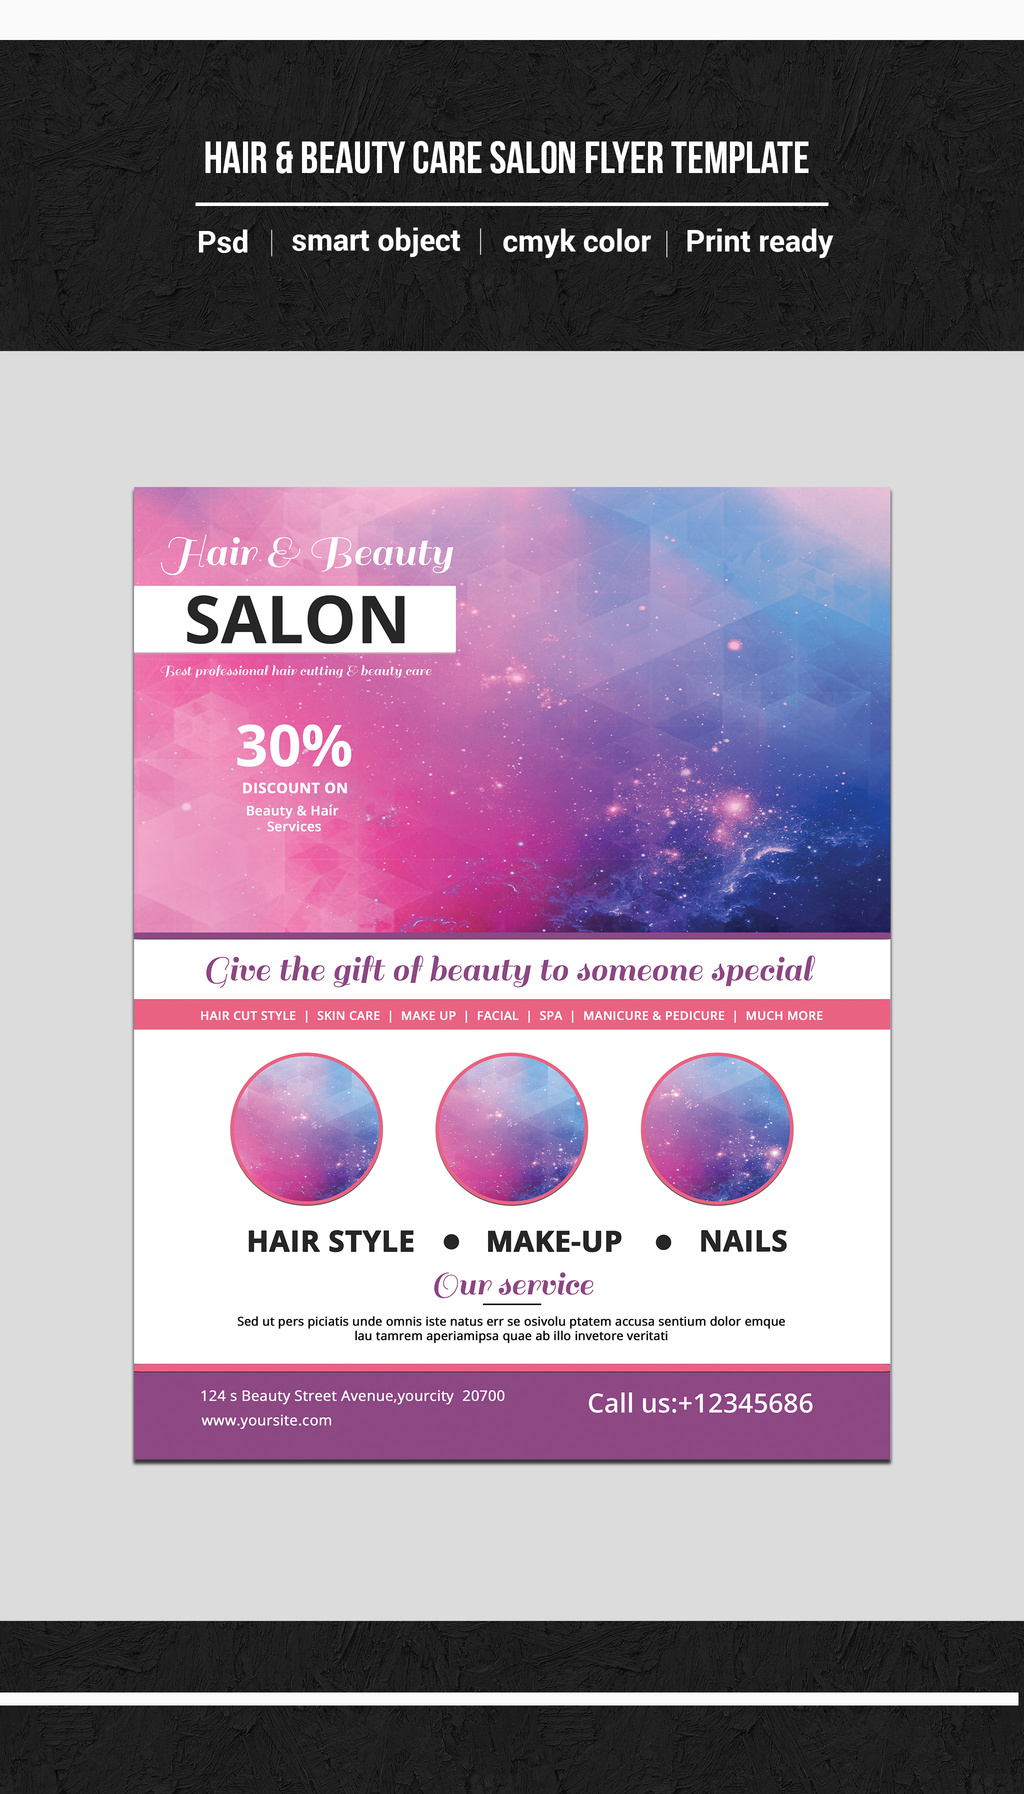 HAIR & BEAUTY CARE SALON FLYER TEMPLATE
Psd | smart object | cmyk color | Print ready
Hair & Beauty
SALON
Best professional hair cutting & beauty care
30%
DISCOUNT ON
Beauty & Hair
Services
Give the gift of beauty to someone special
HAIR CUT STYLE | SKIN CARE | MAKE UP | FACIAL | SPA | MANICURE & PEDICURE | MUCH MORE
HAIR STYLE ● MAKE-UP ● NAILS
Our service
Sed ut pers piciatis unde omnis iste natus err se osivolu ptatem accusa sentium dolor emque
lau tamrem aperiamipsa quae ab illo invetore veritati
124 s Beauty Street Avenue,yourcity 20700
www.yoursite.com
Call us:+12345686